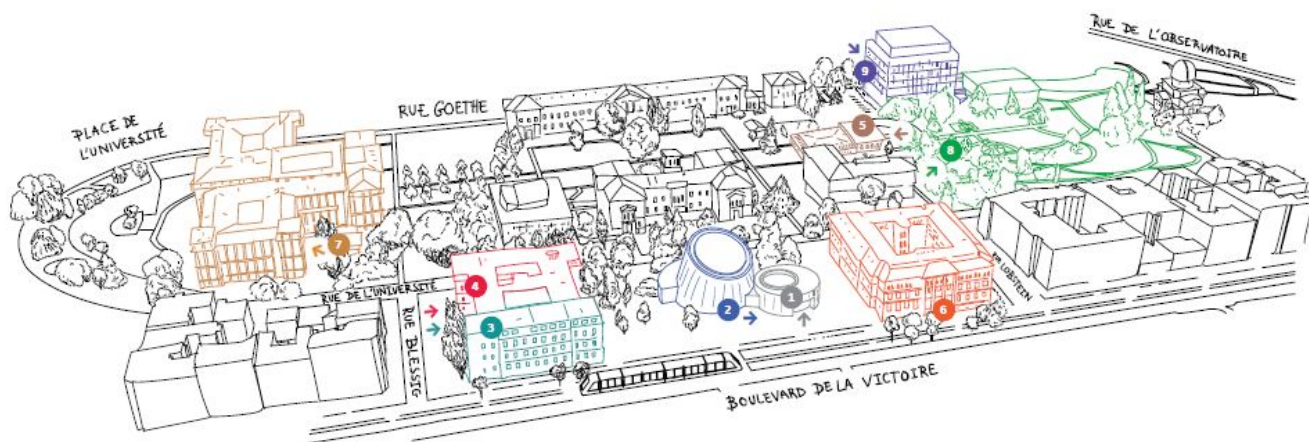 RUE DE L'OBSERVATOIRE
9
RUE GOETHE
PLACE DE
L'UNIVERSITÉ
5
8
7
4
RUE DE L'UNIVERSITÉ
1
2
6
3
RUE BLESSIG
RUE LOBSTEIN
BOULEVARD DE LA VICTOIRE